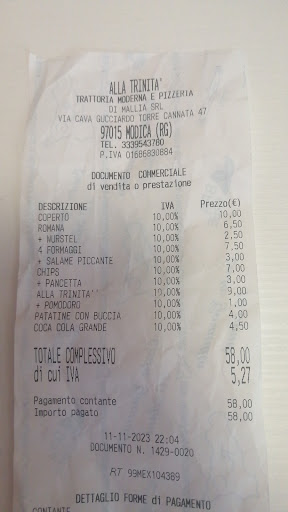 ALLA TRINITA'
TRATTORIA MODERNA E PIZZERIA
DI MALLIA SRL
VIA CAVA GUCCIARDO TORRE CANNATA 47
97015 MODICA (RG)
TEL. 3339543780
P.IVA 01686830884
DOCUMENTO COMMERCIALE
di vendita o prestazione
DESCRIZIONE IVA Prezzo(€)
COPERTO 10,00% 10,00
ROMANA 10,00% 6,50
+ WURSTEL 10,00% 2,50
4 FORMAGGI 10,00% 7,50
+ SALAME PICCANTE 10,00% 3,00
CHIPS 10,00% 7,00
+ PANCETTA 10,00% 3,00
ALLA TRINITA'' 10,00% 9,00
+ POMODORO 10,00% 1,00
PATATINE CON BUCCIA 10,00% 4,00
COCA COLA GRANDE 10,00% 4,50
TOTALE COMPLESSIVO 58,00
di cui IVA 5,27
Pagamento contante 58,00
Importo pagato 58,00
11-11-2023 22:04
DOCUMENTO N. 1429-0020
RT 99MEX104389
DETTAGLIO FORME di PAGAMENTO
CONTANTE